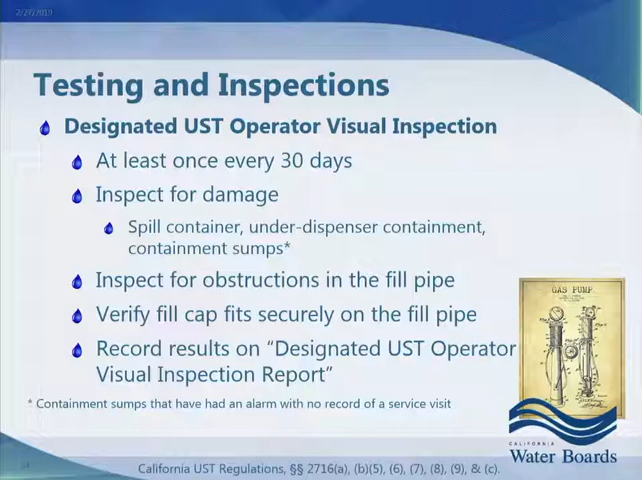 2/27/2019
Testing and Inspections
Designated UST Operator Visual Inspection
At least once every 30 days
Inspect for damage
Spill container, under-dispenser containment,
containment sumps*
Inspect for obstructions in the fill pipe
Verify fill cap fits securely on the fill pipe
Record results on “Designated UST Operator
Visual Inspection Report”
* Containment sumps that have had an alarm with no record of a service visit
GAS PUMP
CALIFORNIA
Water Boards
California UST Regulations, §§ 2716(a), (b)(5), (6), (7), (8), (9), & (c).